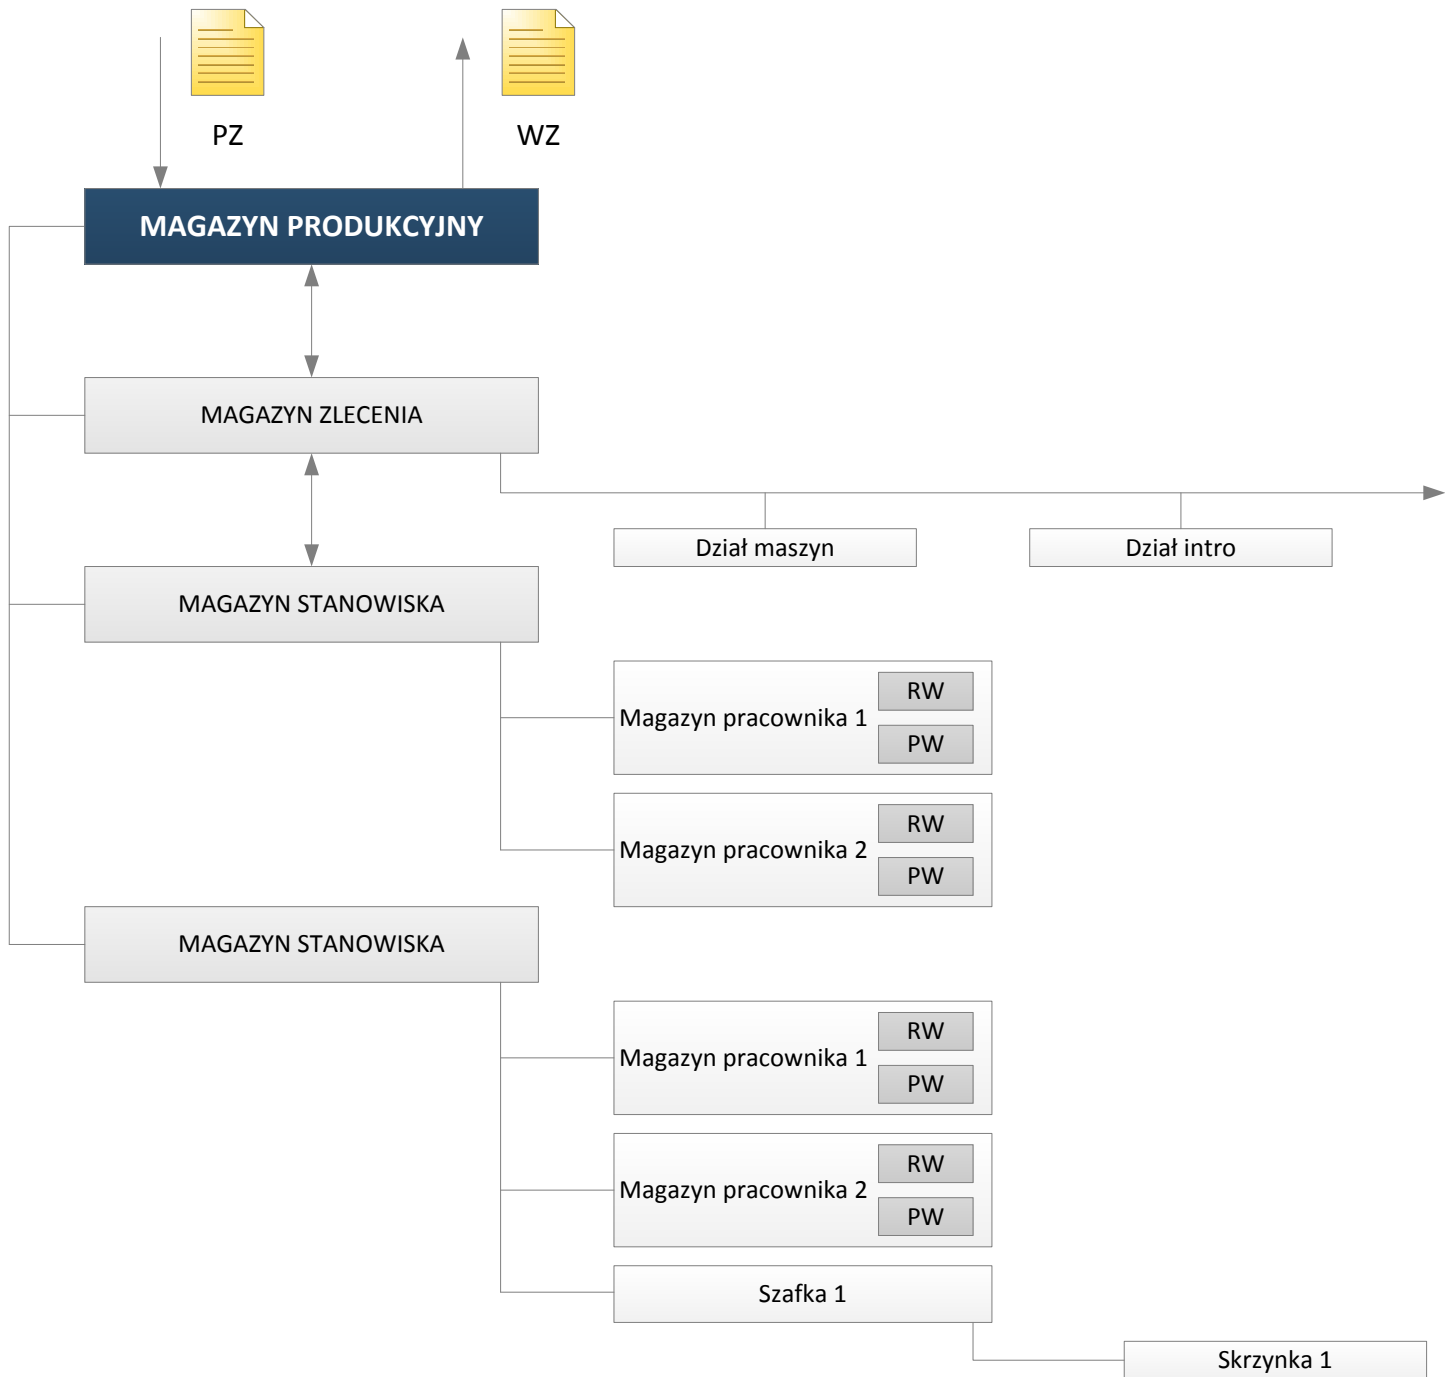 PZ
WZ
MAGAZYN PRODUKCYJNY
MAGAZYN ZLECENIA
Dział maszyn
Dział intro
MAGAZYN STANOWISKA
Magazyn pracownika 1
RW
PW
Magazyn pracownika 2
RW
PW
MAGAZYN STANOWISKA
Magazyn pracownika 1
RW
PW
Magazyn pracownika 2
RW
PW
Szafka 1
Skrzynka 1